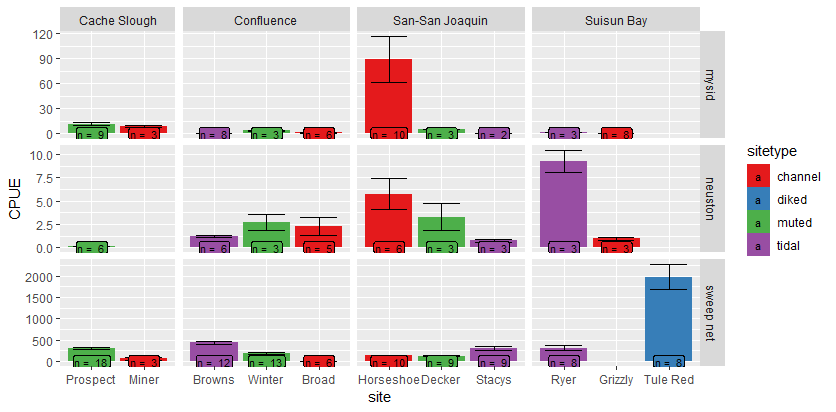 Cache Slough Confluence San-San Joaquin Suisun Bay
120
90
60
30
0
n = 9 n = 3 n = 8 n = 3 n = 6 n = 10 n = 3 n = 2 n = 3 n = 8
mysid
10.0
7.5
5.0
2.5
0.0
n = 6 n = 6 n = 3 n = 5 n = 6 n = 3 n = 3 n = 3 n = 3
neuston
2000
1500
1000
500
0
n = 18 n = 3 n = 12 n = 13 n = 6 n = 10 n = 9 n = 9 n = 8 n = 8
sweep net
Prospect Miner Browns Winter Broad Horseshoe Decker Stacys Ryer Grizzly Tule Red
site
CPUE
sitetype
a channel
a diked
a muted
a tidal